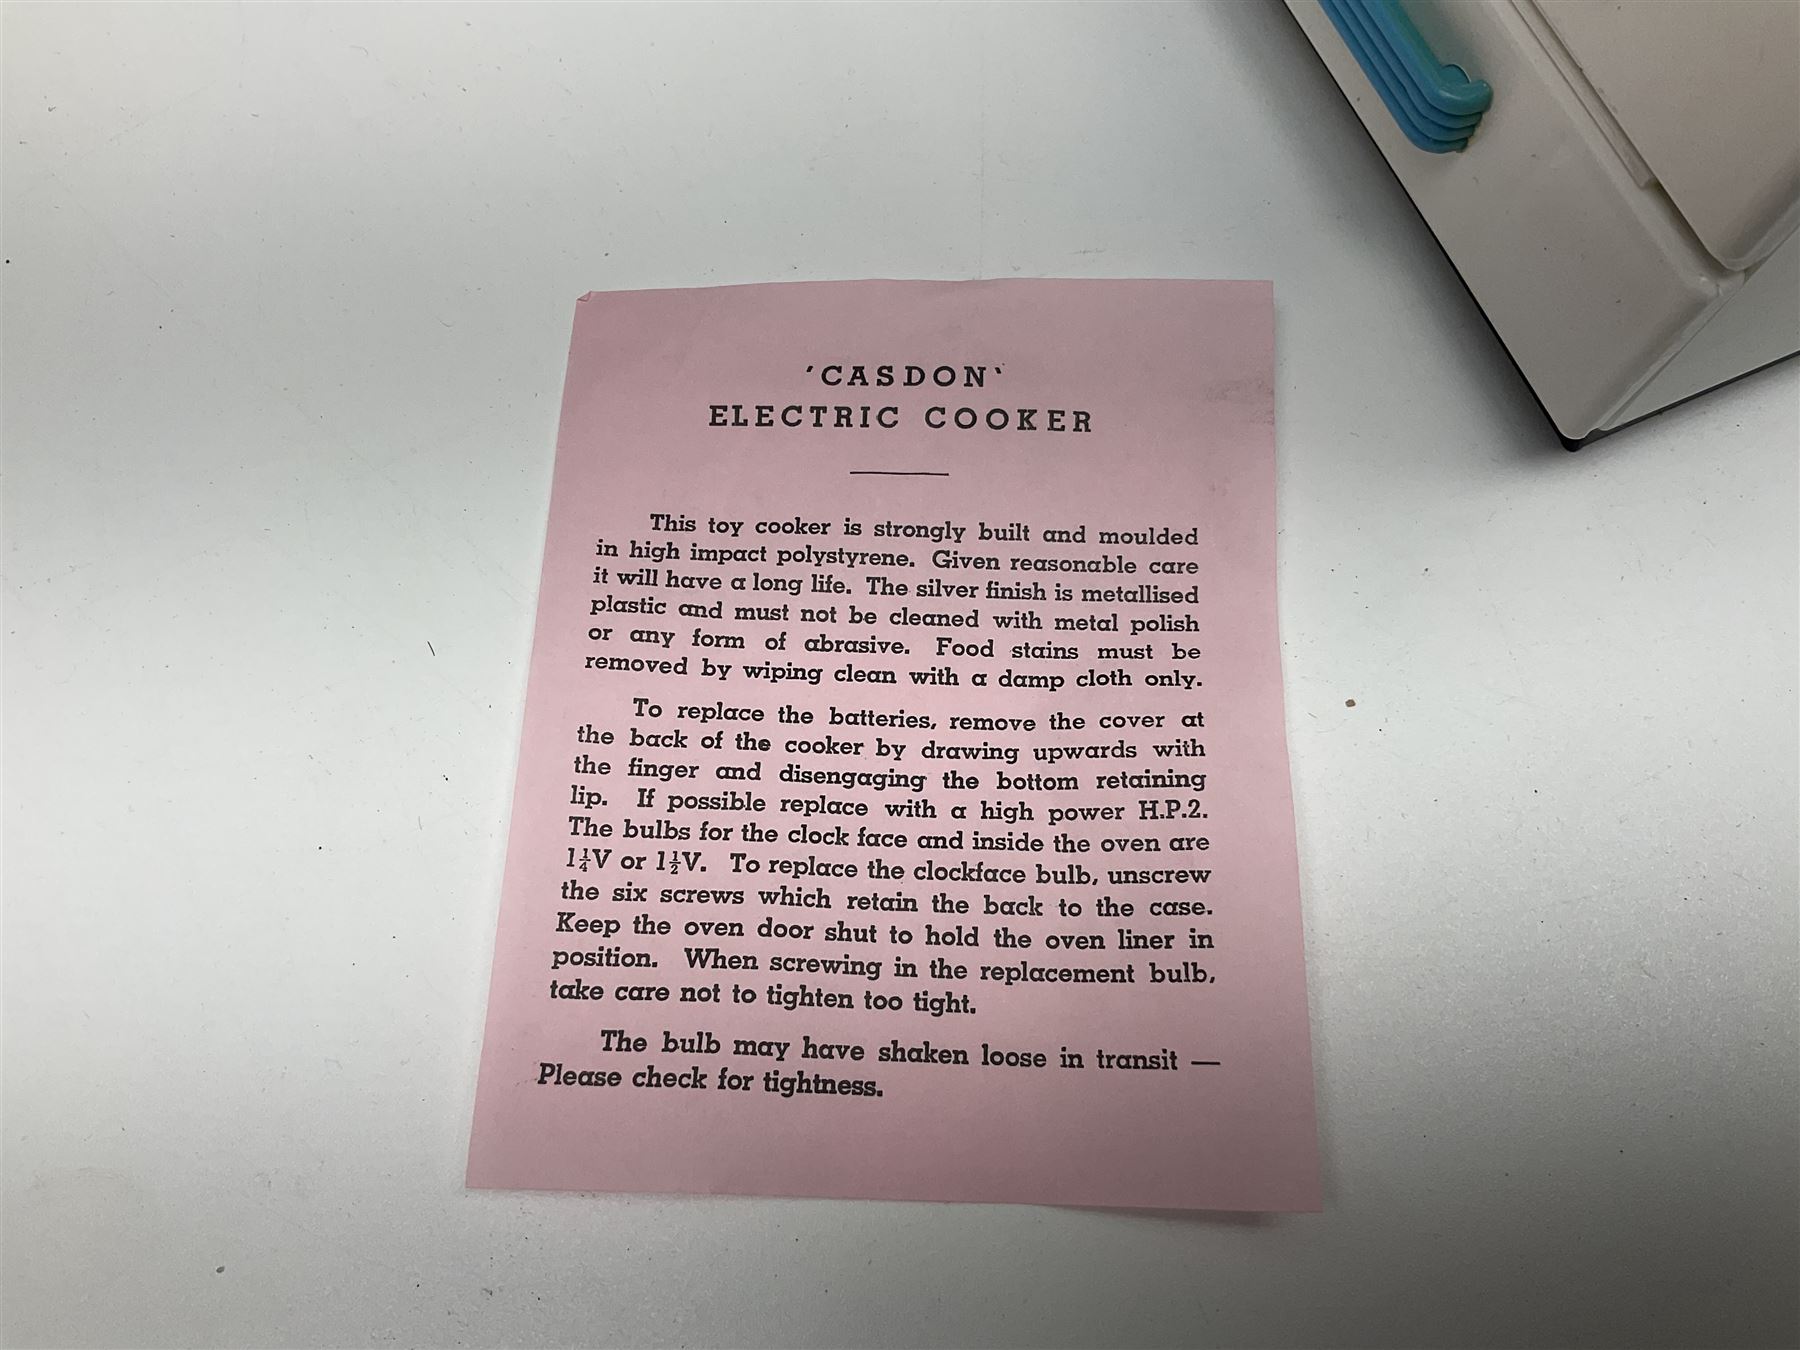 'CASDON'
ELECTRIC COOKER
This toy cooker is strongly built and moulded
in high impact polystyrene. Given reasonable care
it will have a long life. The silver finish is metallised
plastic and must not be cleaned with metal polish
or any form of abrasive. Food stains must be
removed by wiping clean with a damp cloth only.
To replace the batteries, remove the cover at
the back of the cooker by drawing upwards with
the finger and disengaging the bottom retaining
lip. If possible replace with a high power H.P.2.
The bulbs for the clock face and inside the oven are
1¼V or 1½V. To replace the clockface bulb, unscrew
the six screws which retain the back to the case.
Keep the oven door shut to hold the oven liner in
position. When screwing in the replacement bulb,
take care not to tighten too tight.
The bulb may have shaken loose in transit —
Please check for tightness.